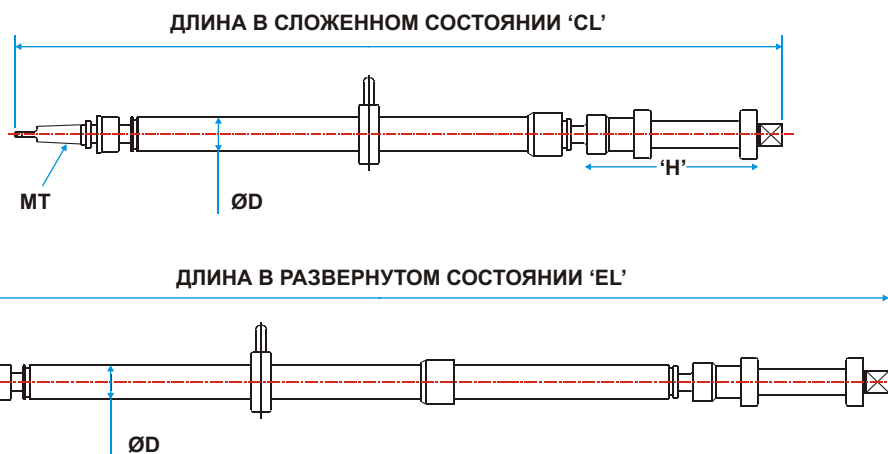 ДЛИНА В СЛОЖЕННОМ СОСТОЯНИИ ‘CL’
‘H’
MT
ØD
ДЛИНА В РАЗВЕРНУТОМ СОСТОЯНИИ ‘EL’
ØD